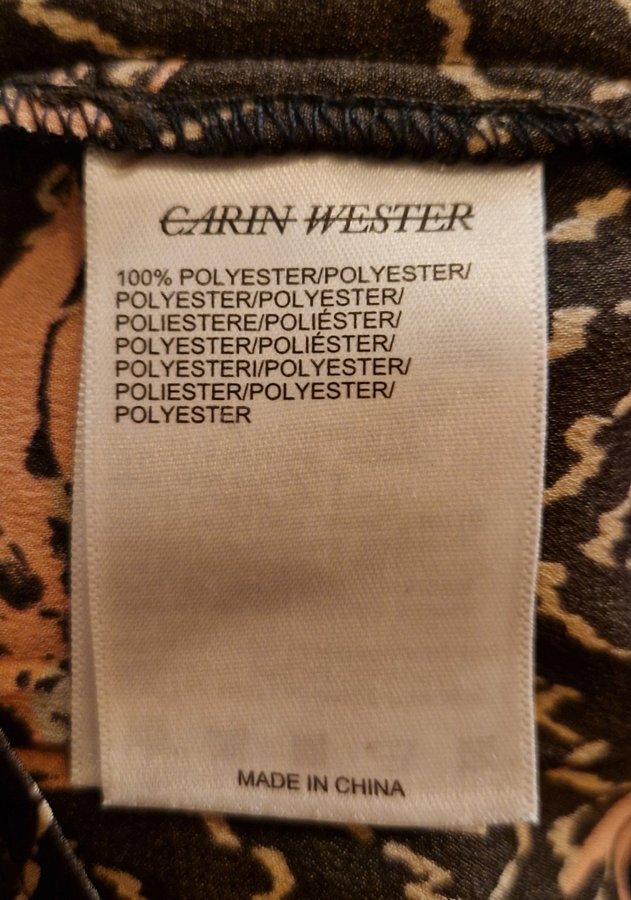 CARIN WESTER
100% POLYESTER/POLYESTER/
POLYESTER/POLYESTER/
POLIESTERE/POLIÉSTER/
POLYESTER/POLIÉSTER/
POLYESTERI/POLYESTER/
POLIESTER/POLYESTER/
POLYESTER
MADE IN CHINA